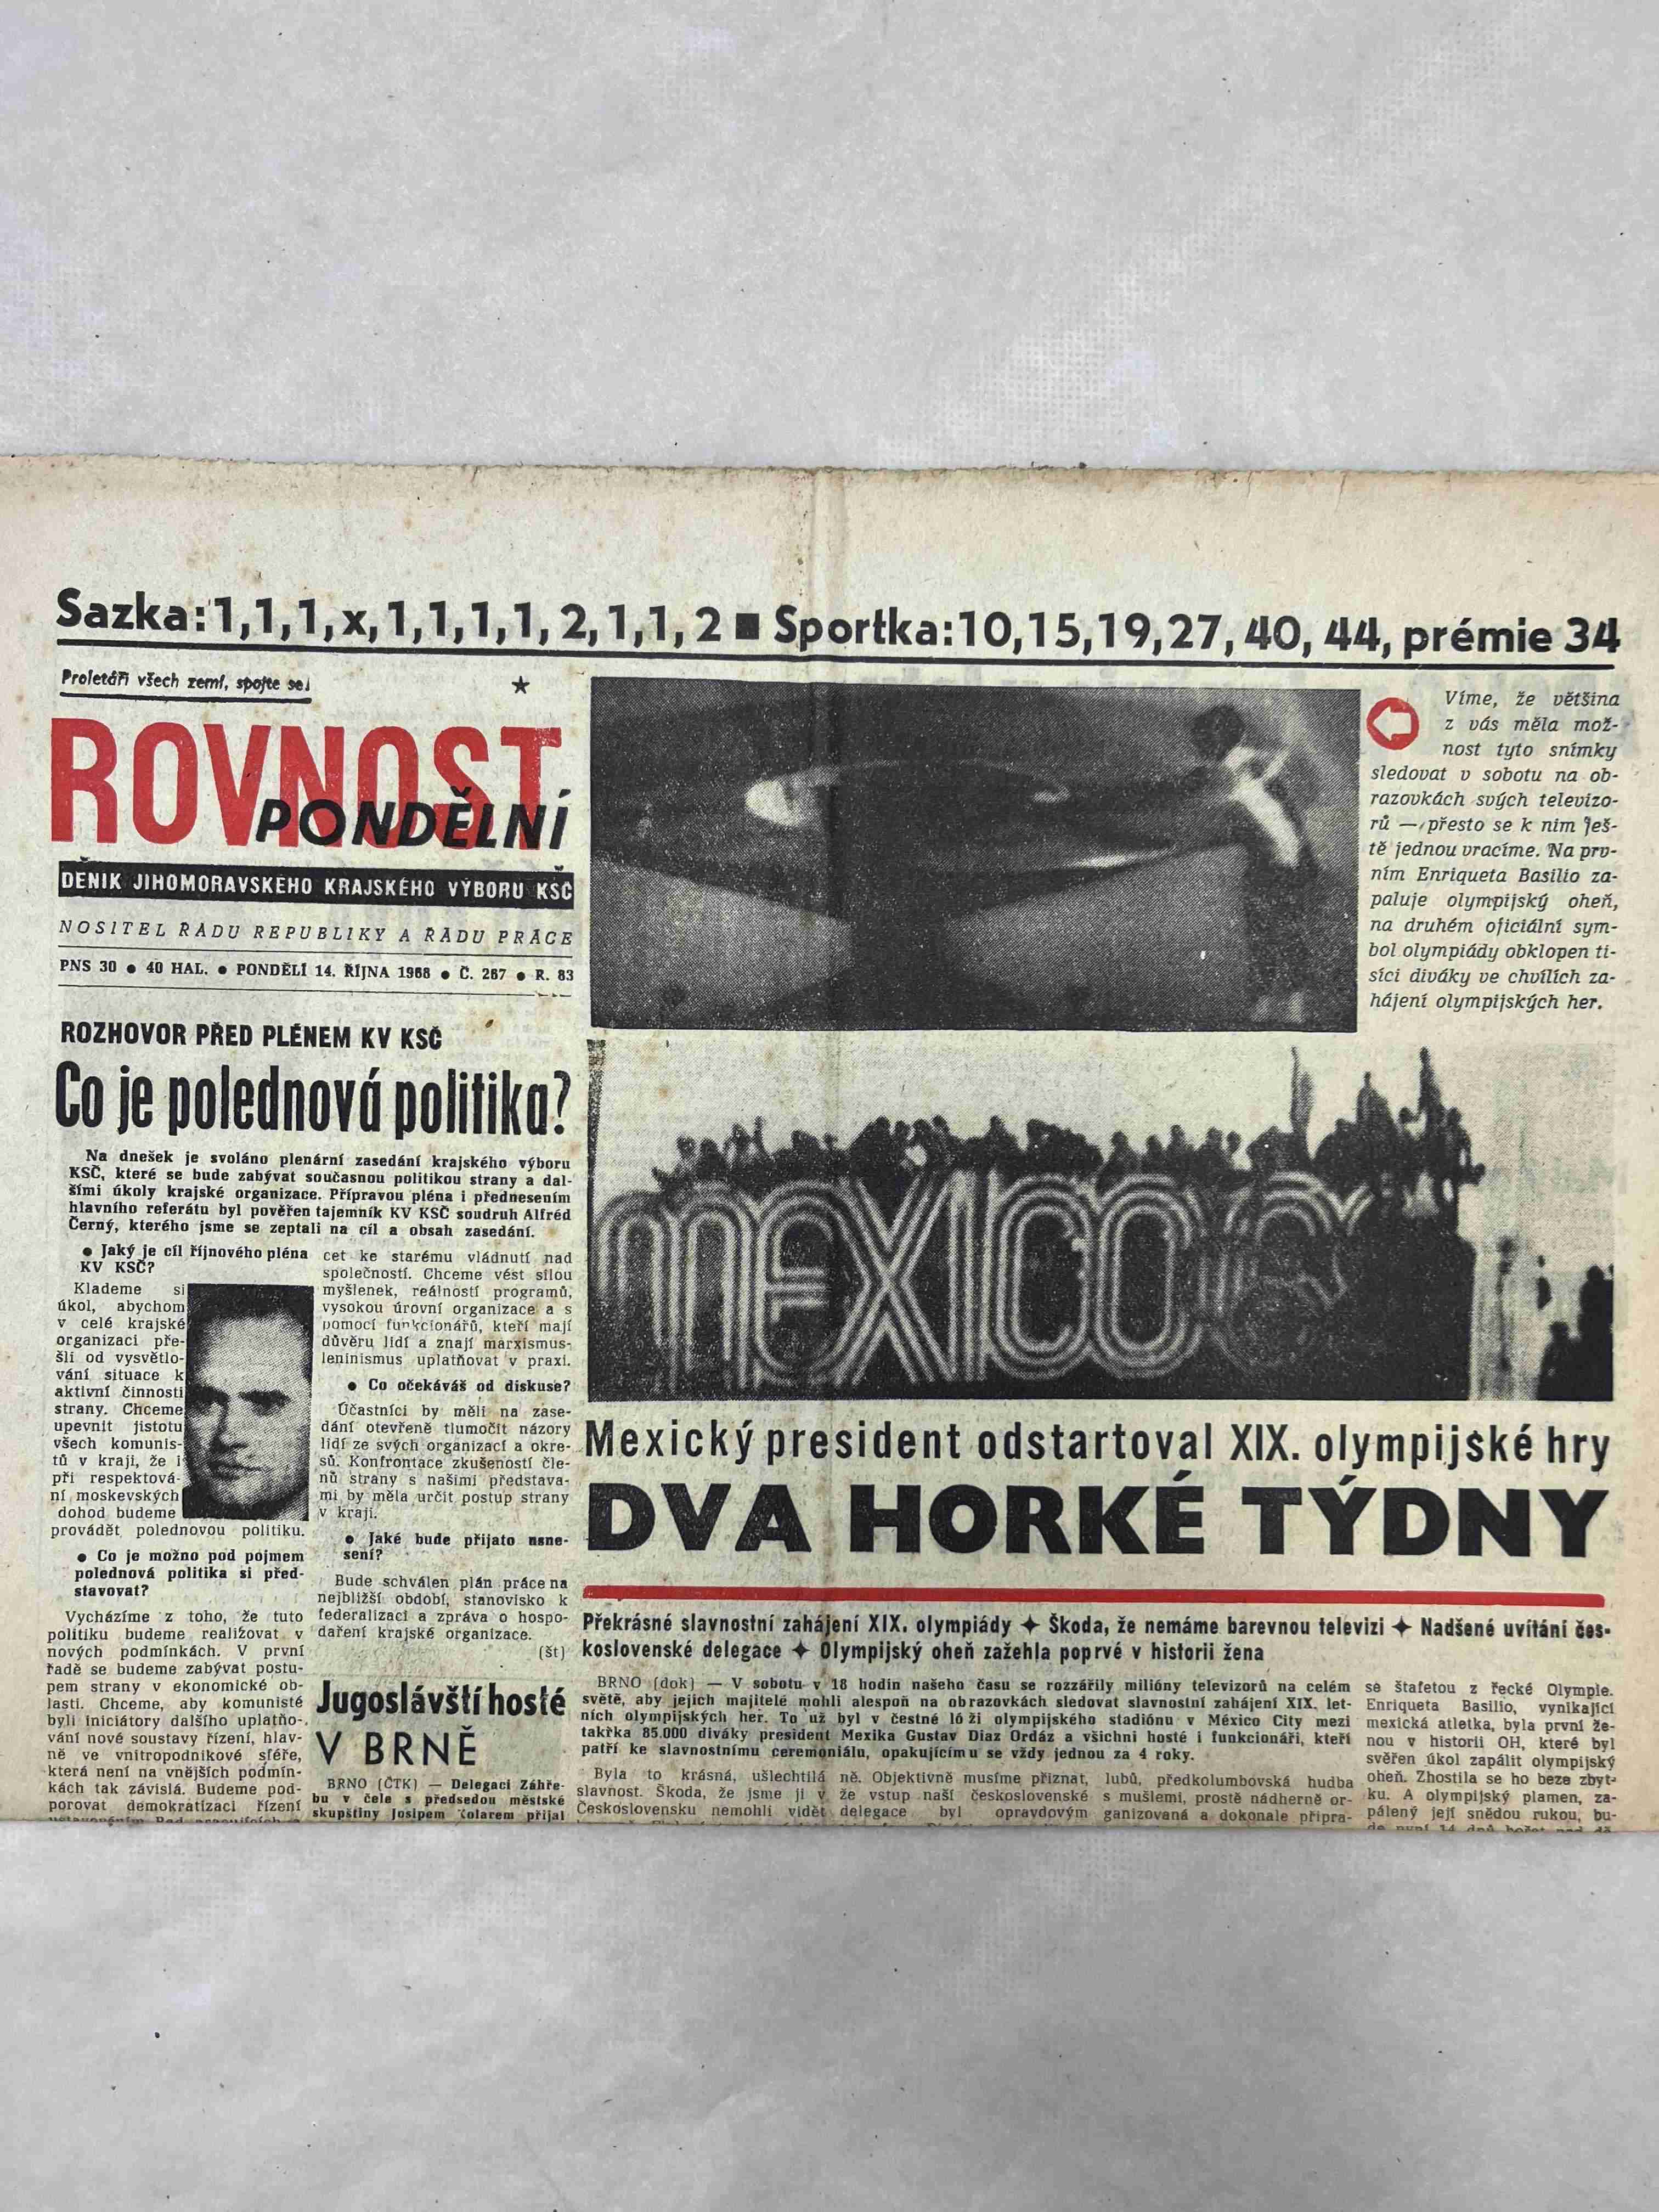 Sazka: 1, 1, 1, x, 1, 1, 1, 1, 2, 1, 1, 2 ■ Sportka: 10, 15, 19, 27, 40, 44, prémie 34
Proletáři všech zemí, spojte se!
★
ROVNOST
PONDĚLNÍ
DENÍK JIHOMORAVSKÉHO KRAJSKÉHO VÝBORU KSČ
NOSITEL ŘÁDU REPUBLIKY A ŘÁDU PRÁCE
PNS 30 ● 40 HAL. ● PONDĚLÍ 14. ŘÍJNA 1968 ● Č. 267 ● R. 83
Víme, že většina
z vás měla mož-
nost tyto snímky
sledovat v sobotu na ob-
razovkách svých televizo-
rů — přesto se k nim ješ-
tě jednou vracíme. Na prv-
ním Enriqueta Basilio za-
paluje olympijský oheň,
na druhém oficiální sym-
bol olympiády obklopen ti-
síci diváky ve chvílích za-
hájení olympijských her.
ROZHOVOR PŘED PLÉNEM KV KSČ
Co je polednová politika?
Na dnešek je svoláno plenární zasedání krajského výboru
KSČ, které se bude zabývat současnou politikou strany a dal-
šími úkoly krajské organizace. Přípravou pléna i přednesením
hlavního referátu byl pověřen tajemník KV KSČ soudruh Alfréd
Černý, kterého jsme se zeptali na cíl a obsah zasedání.
● Jaký je cíl říjnového pléna
KV KSČ?
Klademe si
úkol, abychom
v celé krajské
organizaci pře-
šli od vysvětlo-
vání situace k
aktivní činnosti
strany. Chceme
upevnit jistotu
všech komunis-
tů v kraji, že i
při respektová-
ní moskevských
dohod budeme
provádět polednovou politiku.
● Co je možno pod pojmem
polednová politika si před-
stavovat?
Vycházíme z toho, že tuto
politiku budeme realizovat v
nových podmínkách. V první
řadě se budeme zabývat postu-
pem strany v ekonomické ob-
lasti. Chceme, aby komunisté
byli iniciátory dalšího uplatňo-
vání nové soustavy řízení, hlav-
ně ve vnitropodnikové sféře,
která není na vnějších podmín-
kách tak závislá. Budeme pod-
porovat demokratizaci řízení
cet ke starému vládnutí nad
společností. Chceme vést silou
myšlenek, reálností programů,
vysokou úrovní organizace a s
pomocí funkcionářů, kteří mají
důvěru lidí a znají marxismus-
leninismus uplatňovat v praxi.
● Co očekáváš od diskuse?
Účastníci by měli na zase-
dání otevřeně tlumočit názory
lidí ze svých organizací a okre-
sů. Konfrontace zkušeností čle-
nů strany s našimi představa-
mi by měla určit postup strany
v kraji.
● Jaké bude přijato usne-
sení?
Bude schválen plán práce na
nejbližší období, stanovisko k
federalizaci a zpráva o hospo-
daření krajské organizace.
(št)
Jugoslávští hosté
V BRNĚ
BRNO (ČTK) — Delegaci Záhře-
bu v čele s předsedou městské
skupštiny Josipem Kolarem přijal
MEXICO
Mexický president odstartoval XIX. olympijské hry
DVA HORKÉ TÝDNY
Překrásné slavnostní zahájení XIX. olympiády ✦ Škoda, že nemáme barevnou televizi ✦ Nadšené uvítání čes-
koslovenské delegace ✦ Olympijský oheň zažehla poprvé v historii žena
BRNO (dok) — V sobotu v 18 hodin našeho času se rozzářily milióny televizorů na celém
světě, aby jejich majitelé mohli alespoň na obrazovkách sledovat slavnostní zahájení XIX. let-
ních olympijských her. To už byl v čestné lóži olympijského stadiónu v México City mezi
takřka 85.000 diváky president Mexika Gustav Diaz Ordáz a všichni hosté i funkcionáři, kteří
patří ke slavnostnímu ceremoniálu, opakujícímu se vždy jednou za 4 roky.
Byla to krásná, ušlechtilá
slavnost. Škoda, že jsme ji v
Československu nemohli vidět
ně. Objektivně musíme přiznat,
že vstup naší československé
delegace byl opravdovým
lubů, předkolumbovská hudba
s mušlemi, prostě nádherně or-
ganizovaná a dokonale připra-
se štafetou z řecké Olympie.
Enriqueta Basilio, vynikající
mexická atletka, byla první že-
nou v historii OH, které byl
svěřen úkol zapálit olympijský
oheň. Zhostila se ho beze zbyt-
ku. A olympijský plamen, za-
pálený její snědou rukou, bu-